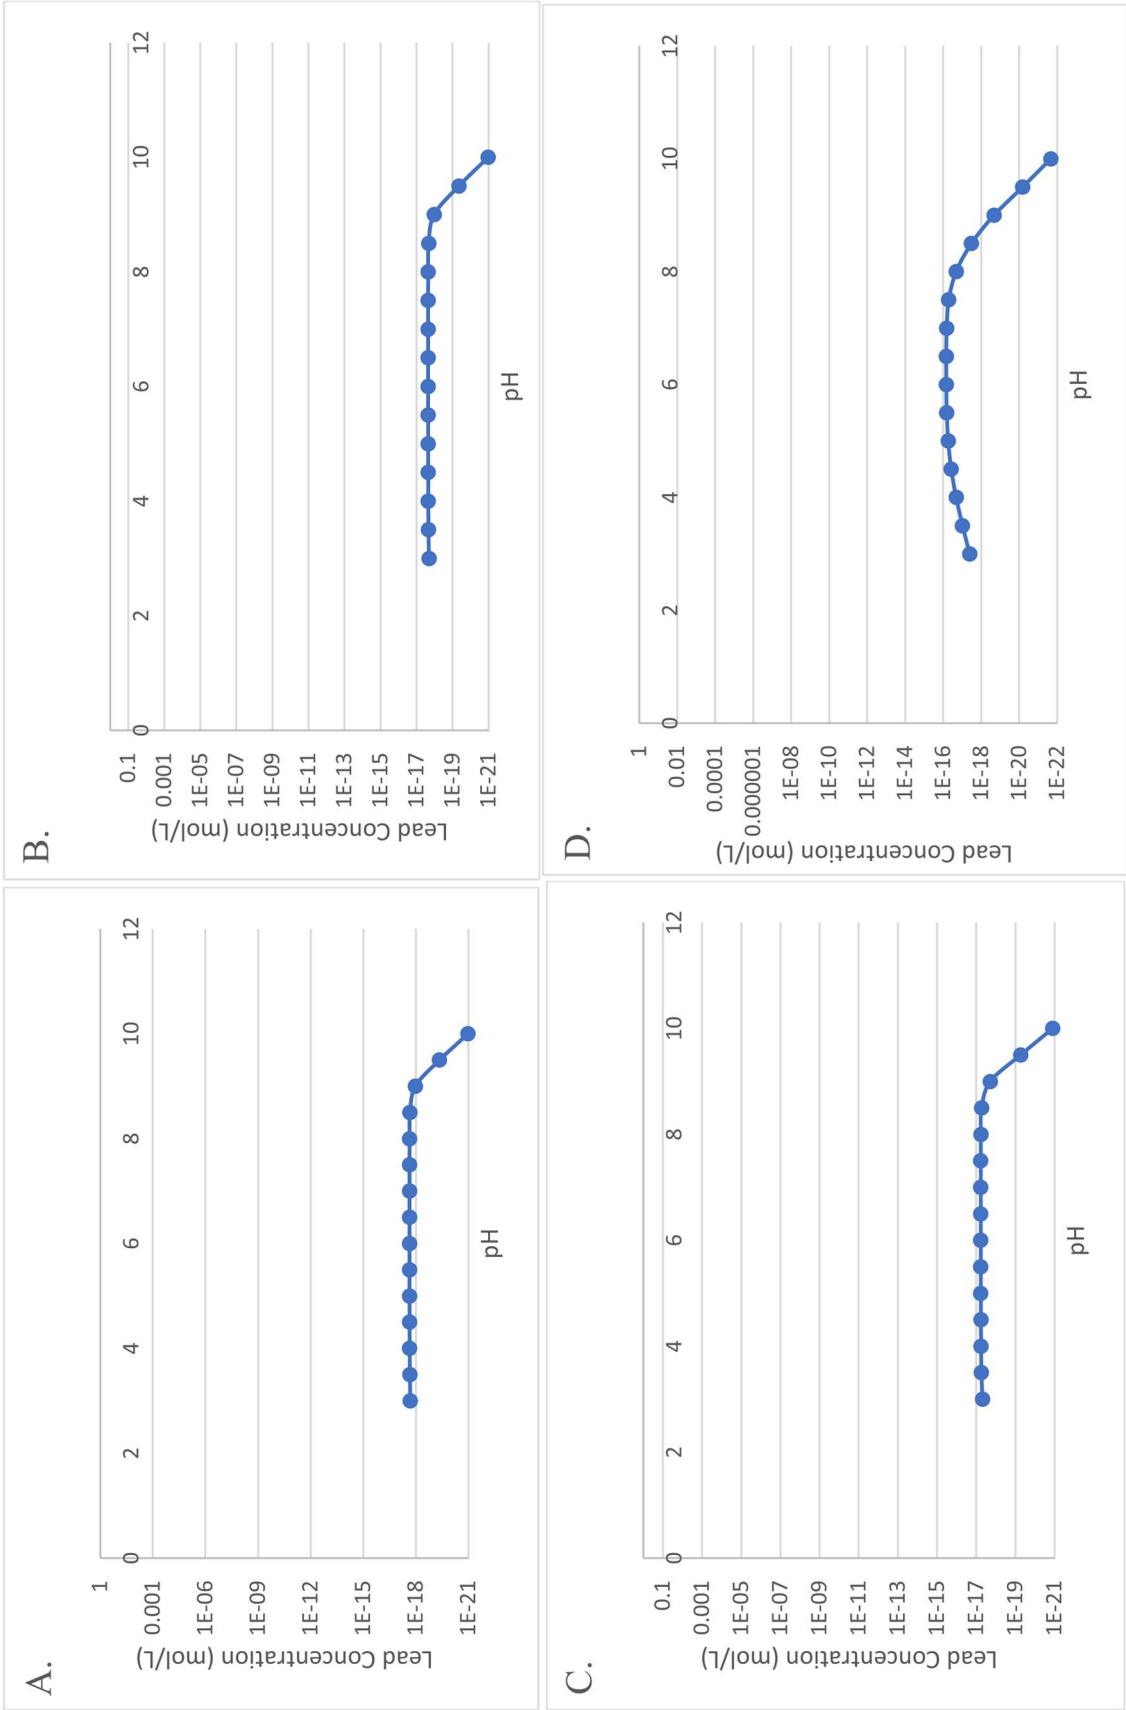 A.
Lead Concentration (mol/L)
1
0.001
1E-06
1E-09
1E-12
1E-15
1E-18
1E-21
0 2 4 6 8 10 12
pH
B.
Lead Concentration (mol/L)
0.1
0.001
1E-05
1E-07
1E-09
1E-11
1E-13
1E-15
1E-17
1E-19
1E-21
0 2 4 6 8 10 12
pH
C.
Lead Concentration (mol/L)
0.1
0.001
1E-05
1E-07
1E-09
1E-11
1E-13
1E-15
1E-17
1E-19
1E-21
0 2 4 6 8 10 12
pH
D.
Lead Concentration (mol/L)
1
0.01
0.0001
0.000001
1E-08
1E-10
1E-12
1E-14
1E-16
1E-18
1E-20
1E-22
0 2 4 6 8 10 12
pH